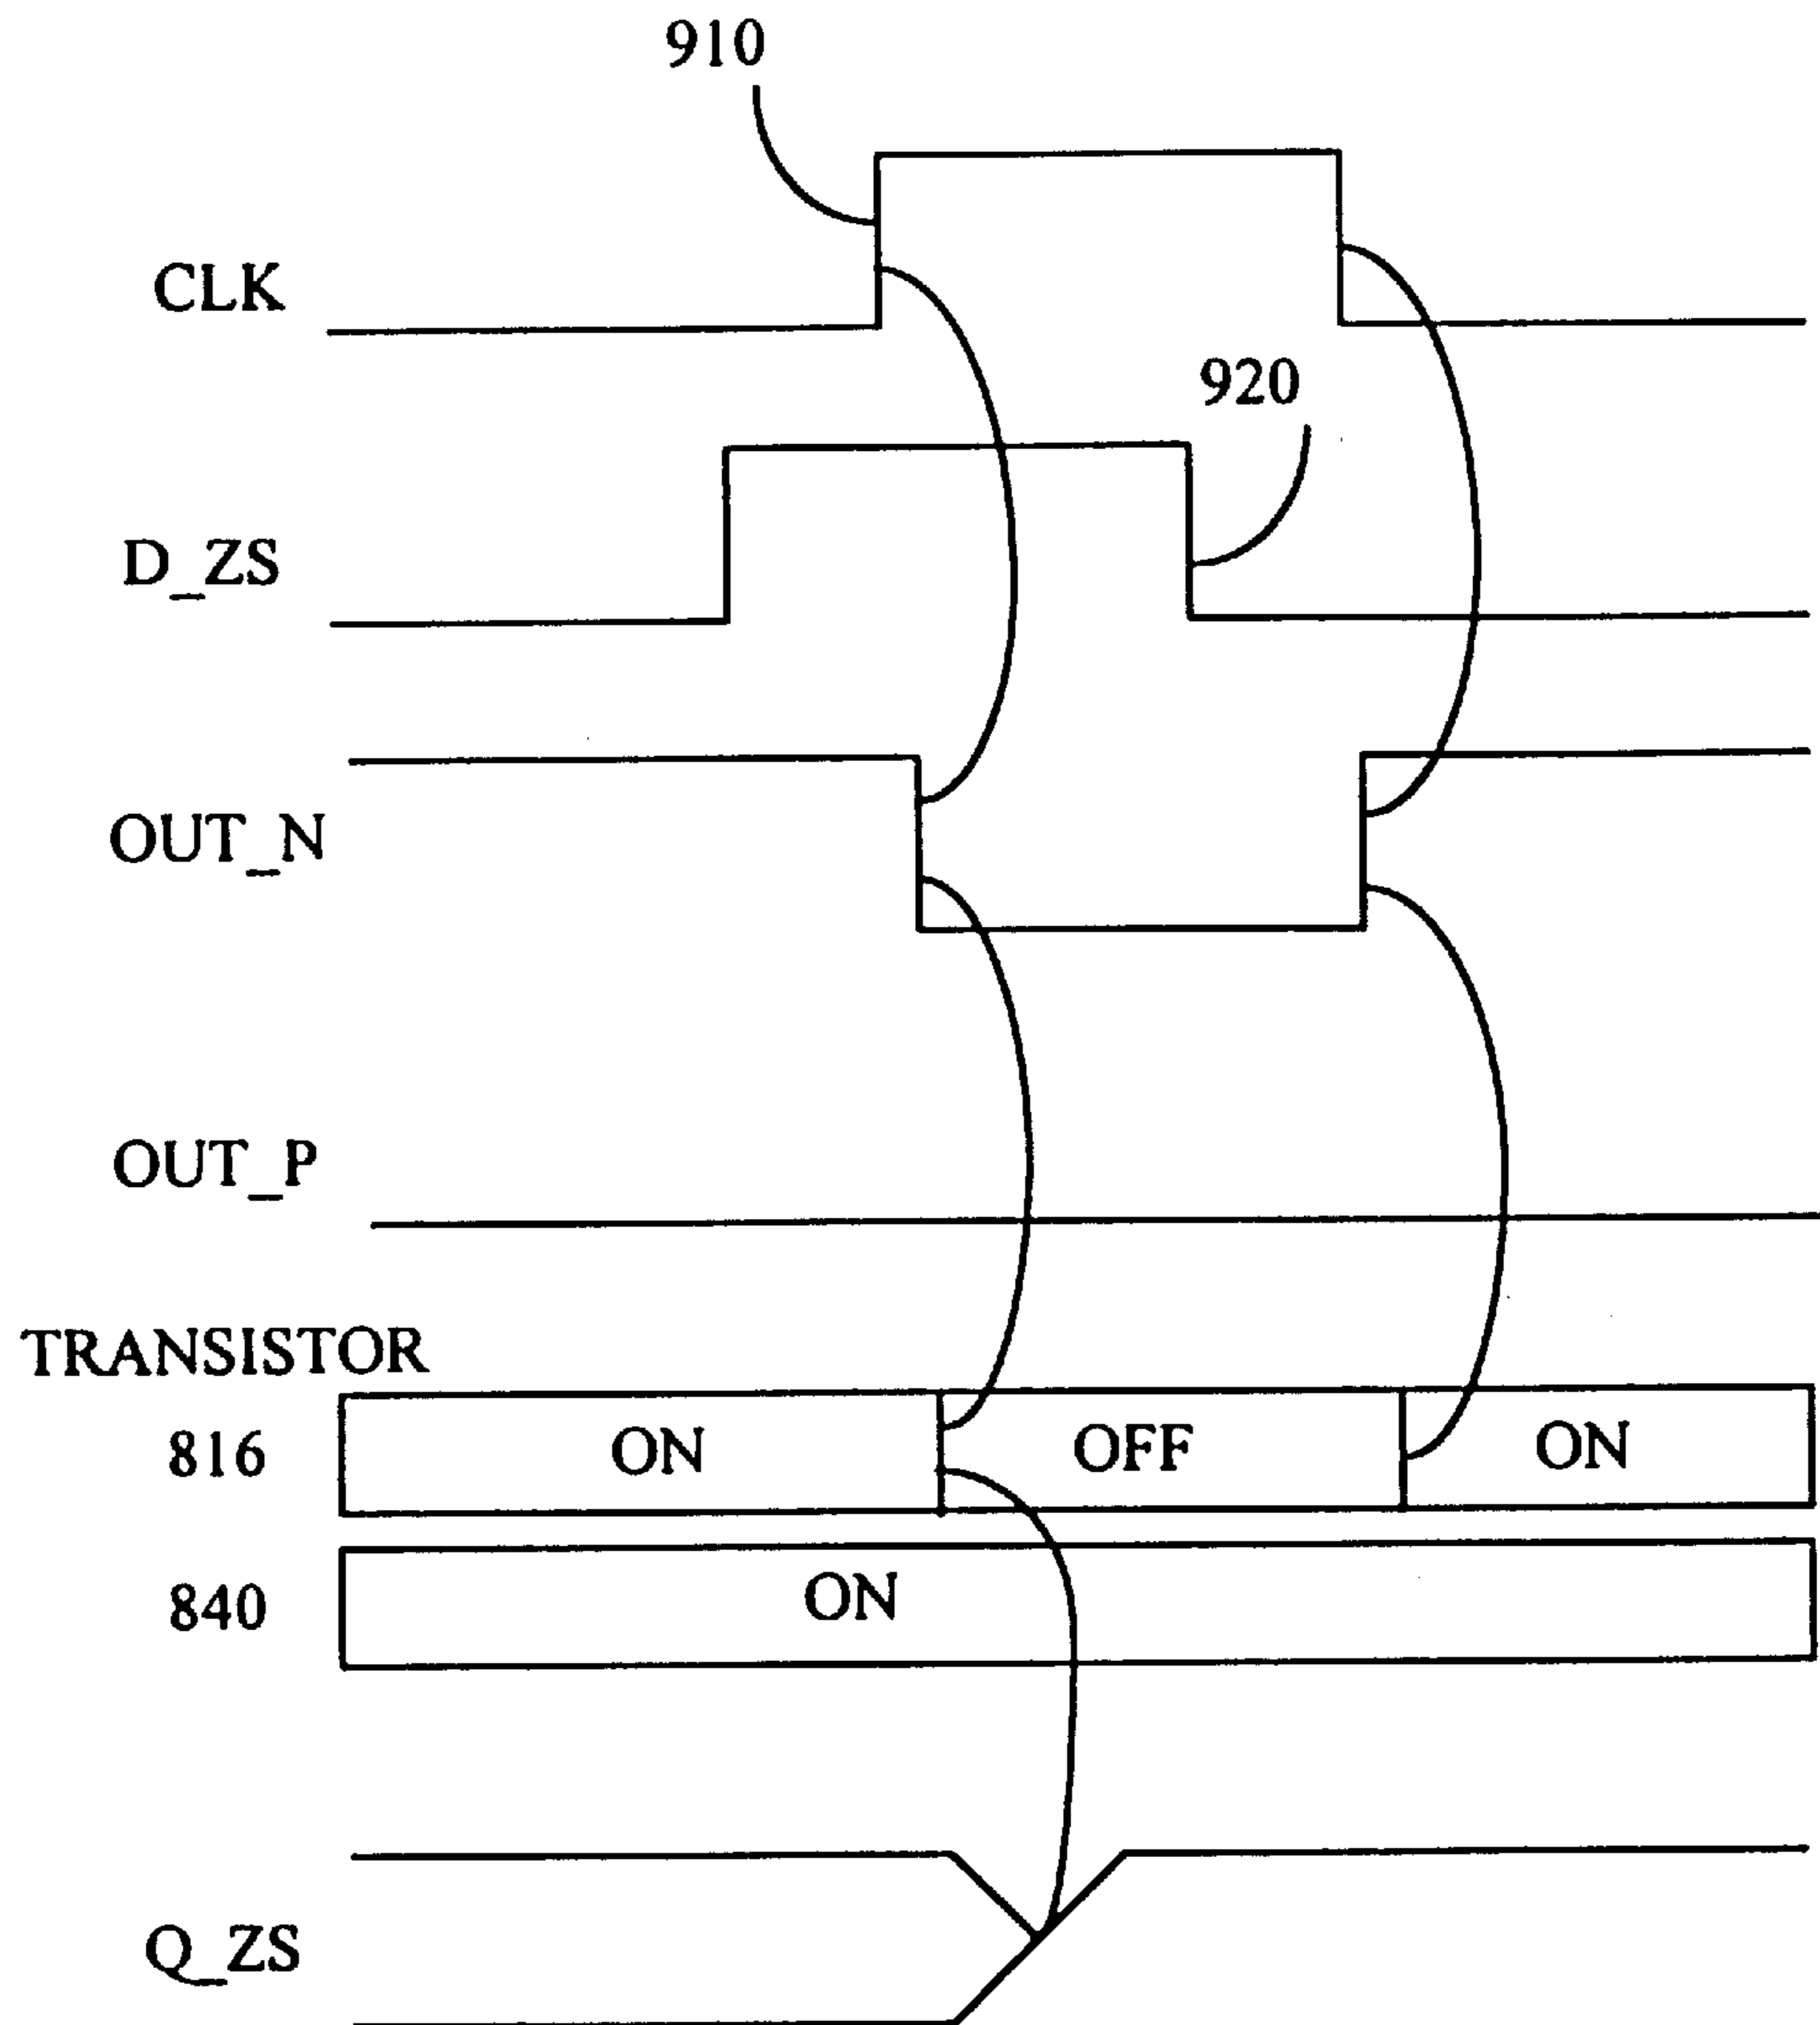 910
CLK
920
D_ZS
OUT_N
OUT_P
TRANSISTOR
816 ON OFF ON
840 ON
Q_ZS